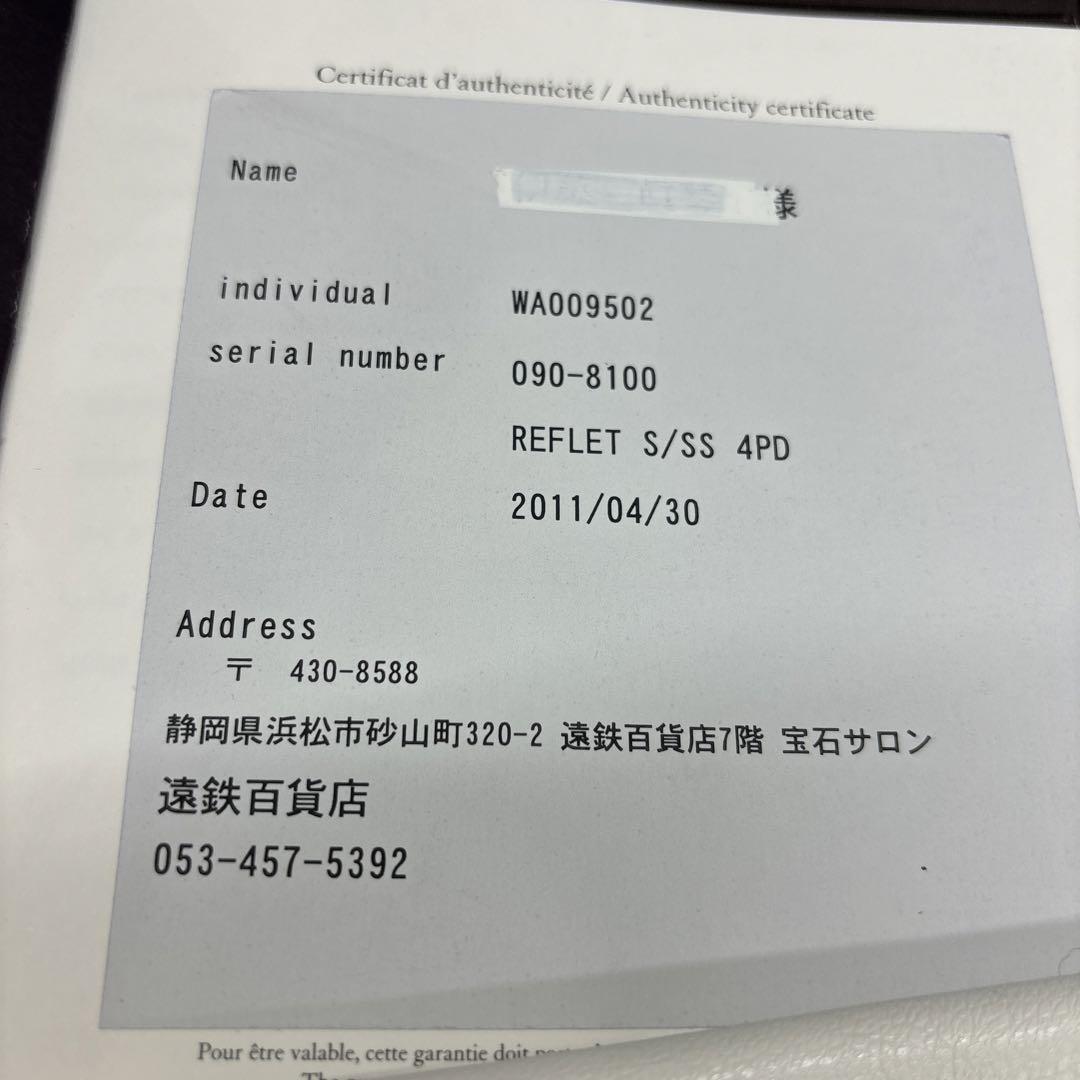 Certificat d'authenticité / Authenticity certificate
Name 様
individual WA009502
serial number 090-8100
REFLET S/SS 4PD
Date 2011/04/30
Address
〒 430-8588
静岡県浜松市砂山町320-2 遠鉄百貨店7階 宝石サロン
遠鉄百貨店
053-457-5392
Pour être valable, cette garantie doit
The